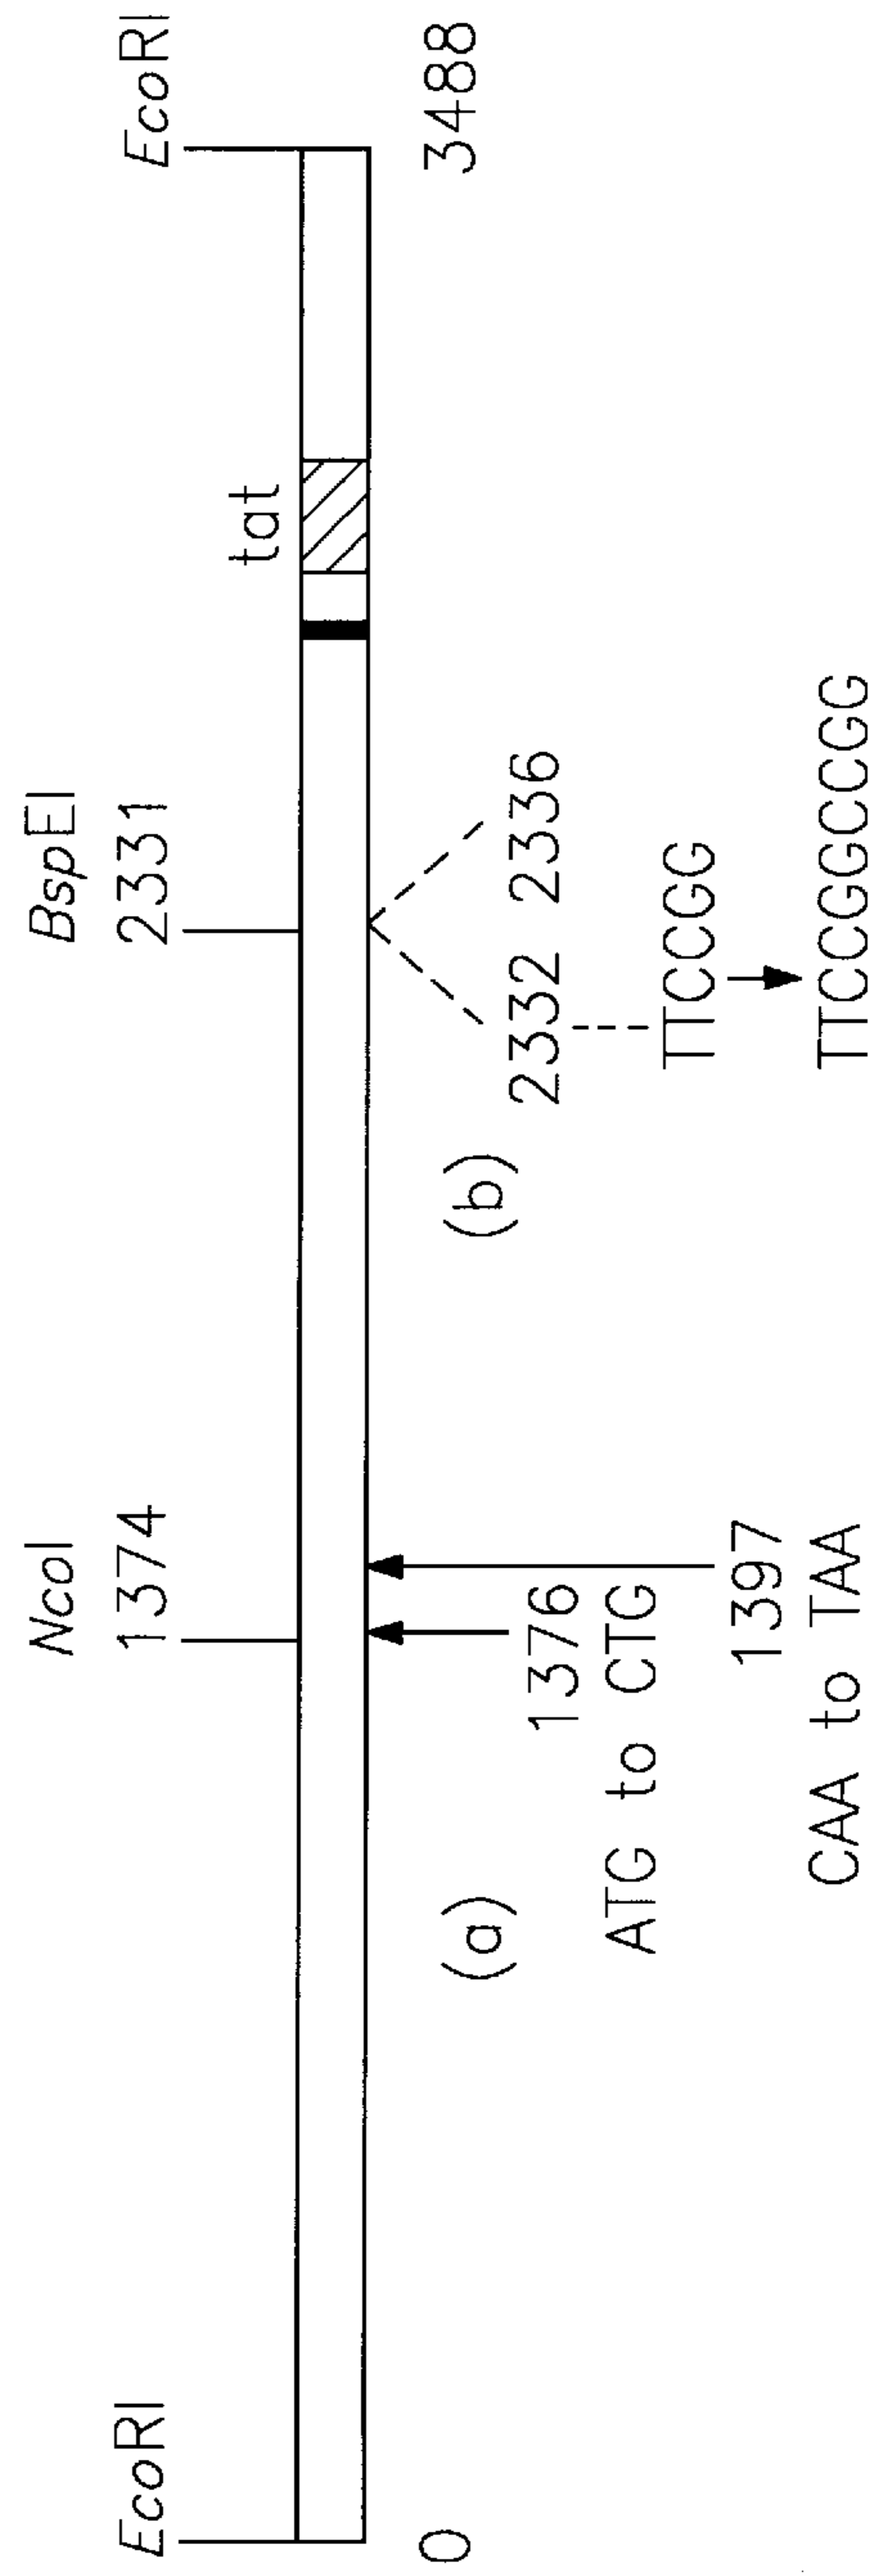 EcoRI NcoI BspEI EcoRI
1374 2331
tat
0 (a) (b) 3488
1376 2332 2336
ATG to CTG
TTCCGG
1397
CAA to TAA
TTCCGGCCGG